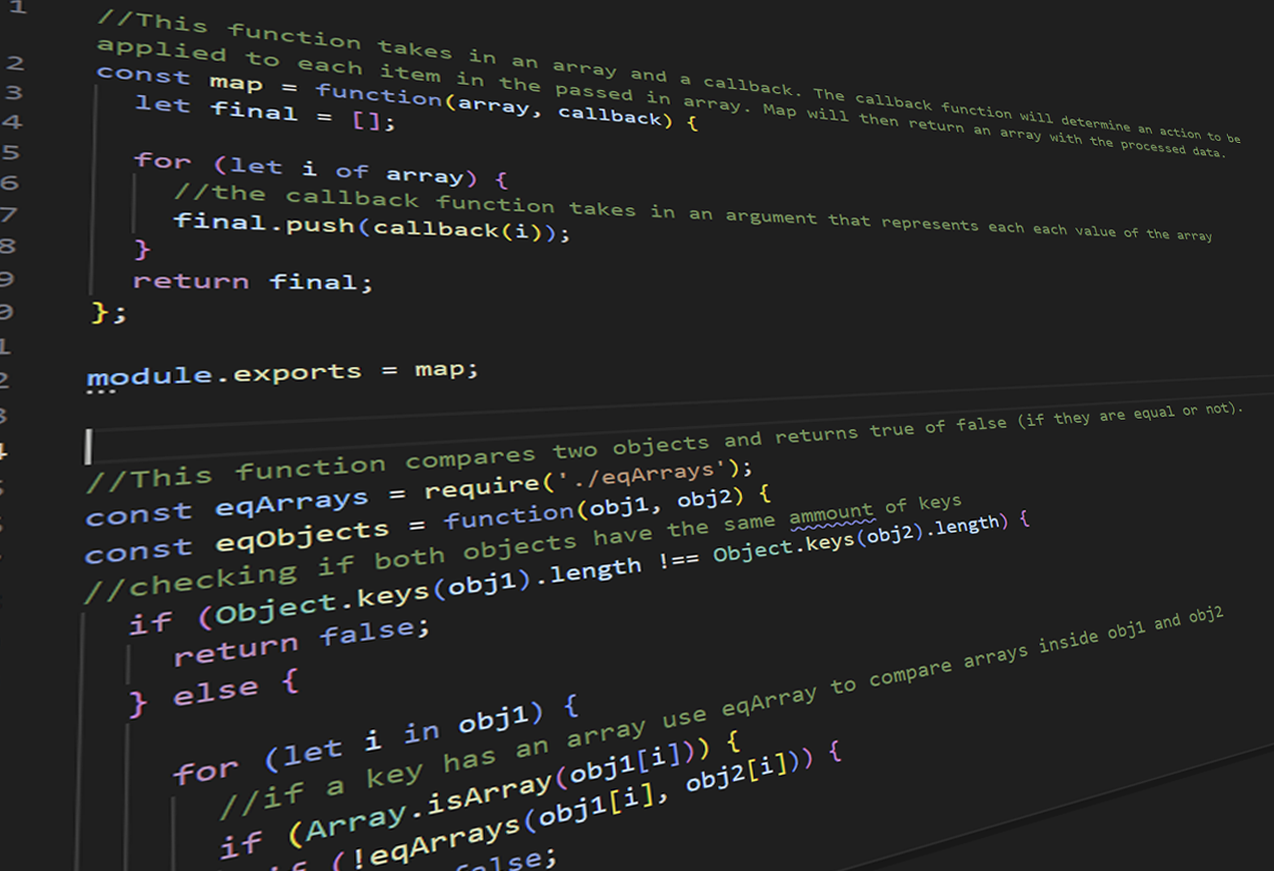 1
//This function takes in an array and a callback. The callback function will determine an action to be
applied to each item in the passed in array. Map will then return an array with the processed data.
2 const map = function(array, callback) {
3 let final = [];
4
5 for (let i of array) {
6 //the callback function takes in an argument that represents each each value of the array
7 final.push(callback(i));
8 }
9 return final;
0 };
1
2 module.exports = map;
3
4
//This function compares two objects and returns true of false (if they are equal or not).
const eqArrays = require('./eqArrays');
const eqObjects = function(obj1, obj2) {
//checking if both objects have the same ammount of keys
if (Object.keys(obj1).length !== Object.keys(obj2).length) {
return false;
} else {
for (let i in obj1) {
//if a key has an array use eqArray to compare arrays inside obj1 and obj2
if (Array.isArray(obj1[i])) {
if (!eqArrays(obj1[i], obj2[i])) {
false;